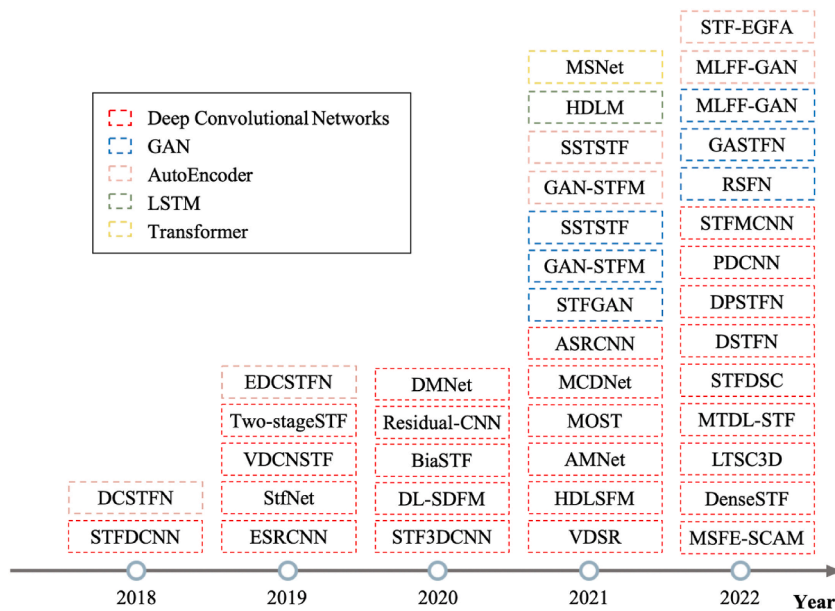 STF-EGFA
MSNet
MLFF-GAN
Deep Convolutional Networks
GAN
AutoEncoder
LSTM
Transformer
HDLM
MLFF-GAN
SSTSTF
GASTFN
GAN-STFM
RSFN
SSTSTF
STFMCNN
GAN-STFM
PDCNN
STFGAN
DPSTFN
ASRCNN
DSTFN
EDCSTFN
DMNet
MCDNet
STFDSC
Two-stageSTF
Residual-CNN
MOST
MTDL-STF
VDCNSTF
BiaSTF
AMNet
LTSC3D
DCSTFN
StfNet
DL-SDFM
HDLSFM
DenseSTF
STFDCNN
ESRCNN
STF3DCNN
VDSR
MSFE-SCAM
2018
2019
2020
2021
2022
Year